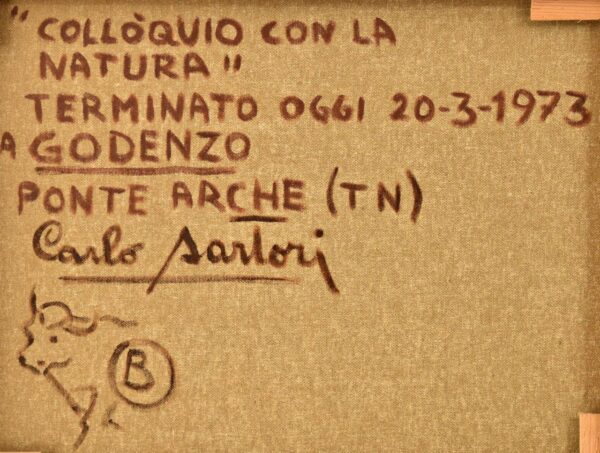 "COLLÒQUIO CON LA
NATURA"
TERMINATO OGGI 20-3-1973
A GODENZO
PONTE ARCHE (TN)
Carlo Sartori
B